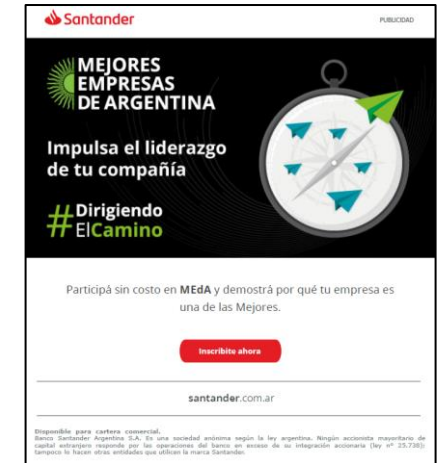 Santander
PUBLICIDAD
MEJORES
EMPRESAS
DE ARGENTINA
Impulsa el liderazgo
de tu compañía
#Dirigiendo
ElCamino
Participá sin costo en MEdA y demostrá por qué tu empresa es
una de las Mejores.
Inscribite ahora
santander.com.ar
Disponible para cartera comercial.
Banco Santander Argentina S.A. Es una sociedad anónima según la ley argentina. Ningún accionista mayoritario de
capital extranjero responde por las operaciones del banco en exceso de su integración accionaria (ley nº 25.738);
tampoco lo hacen otras entidades que utilicen la marca Santander.